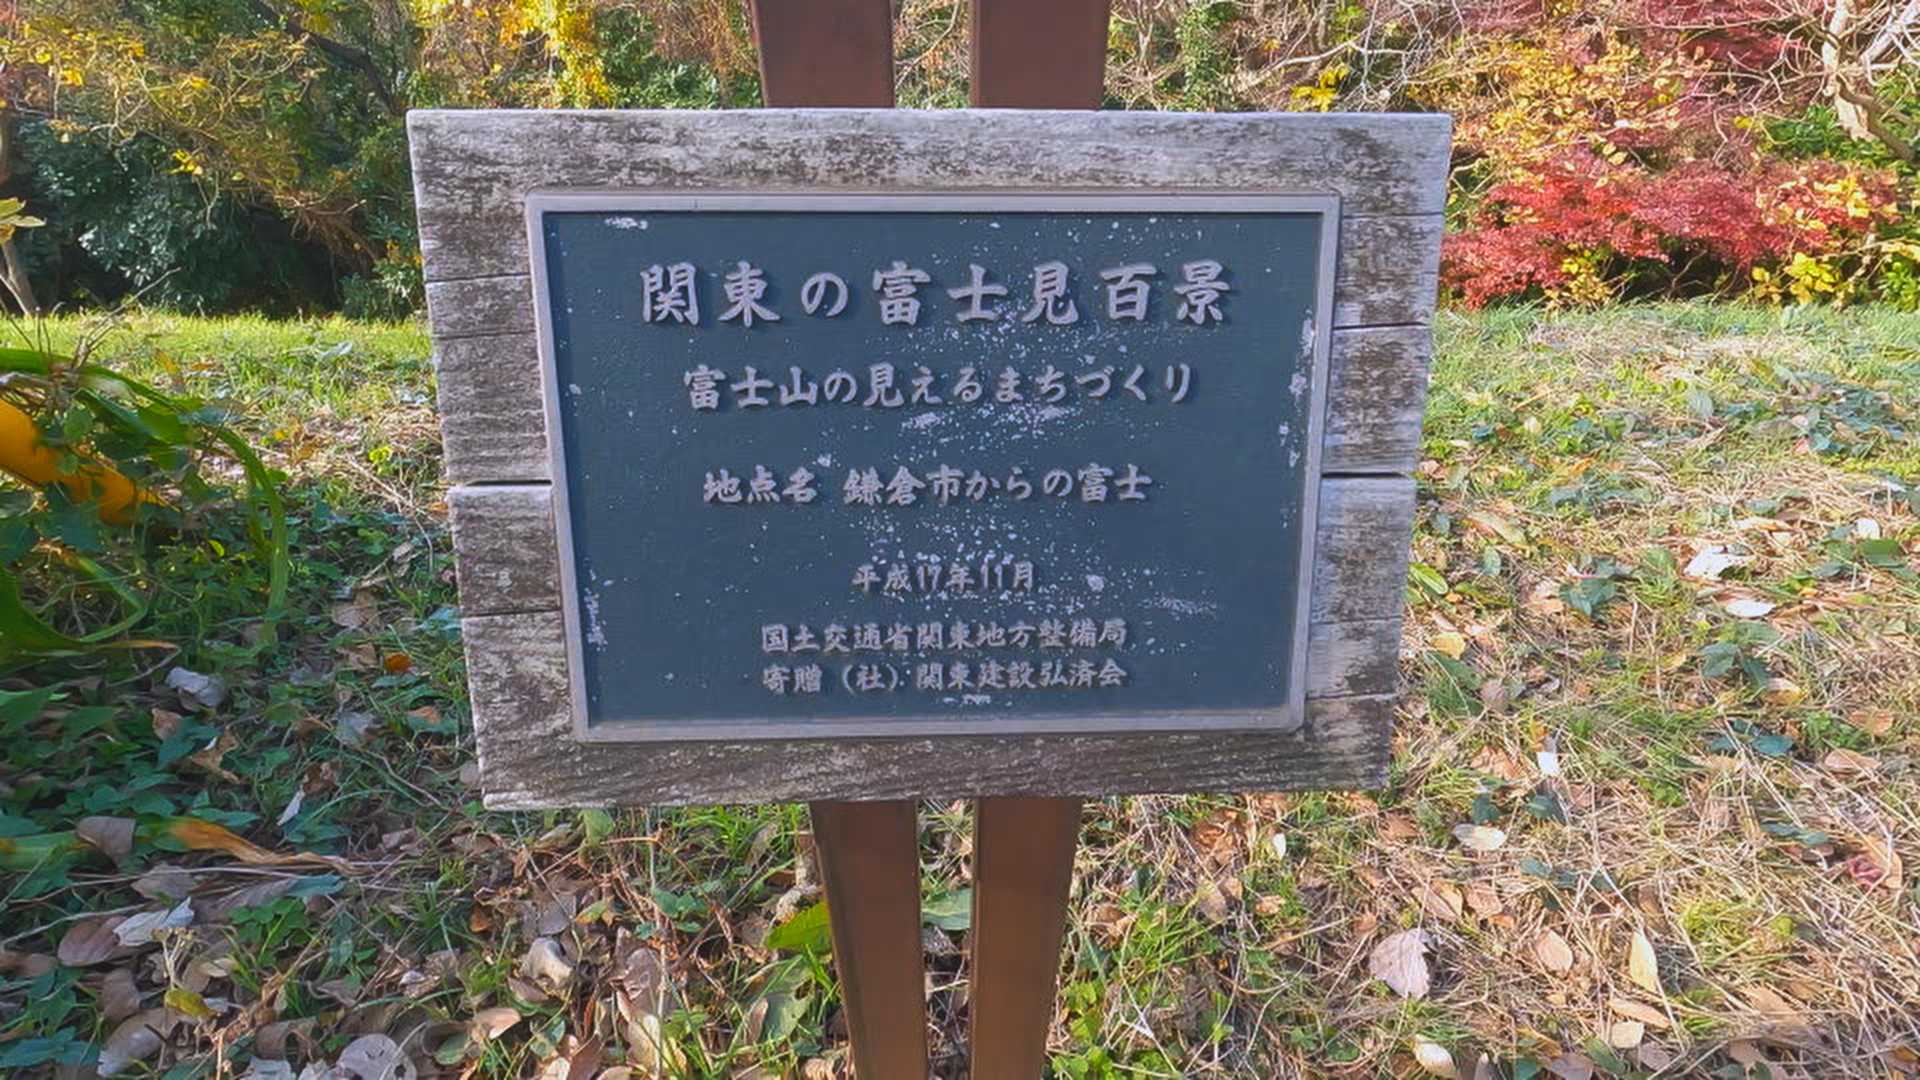 関東の富士見百景
富士山の見えるまちづくり
地点名 鎌倉市からの富士
平成17年11月
国土交通省関東地方整備局
寄贈（社）関東建設弘済会